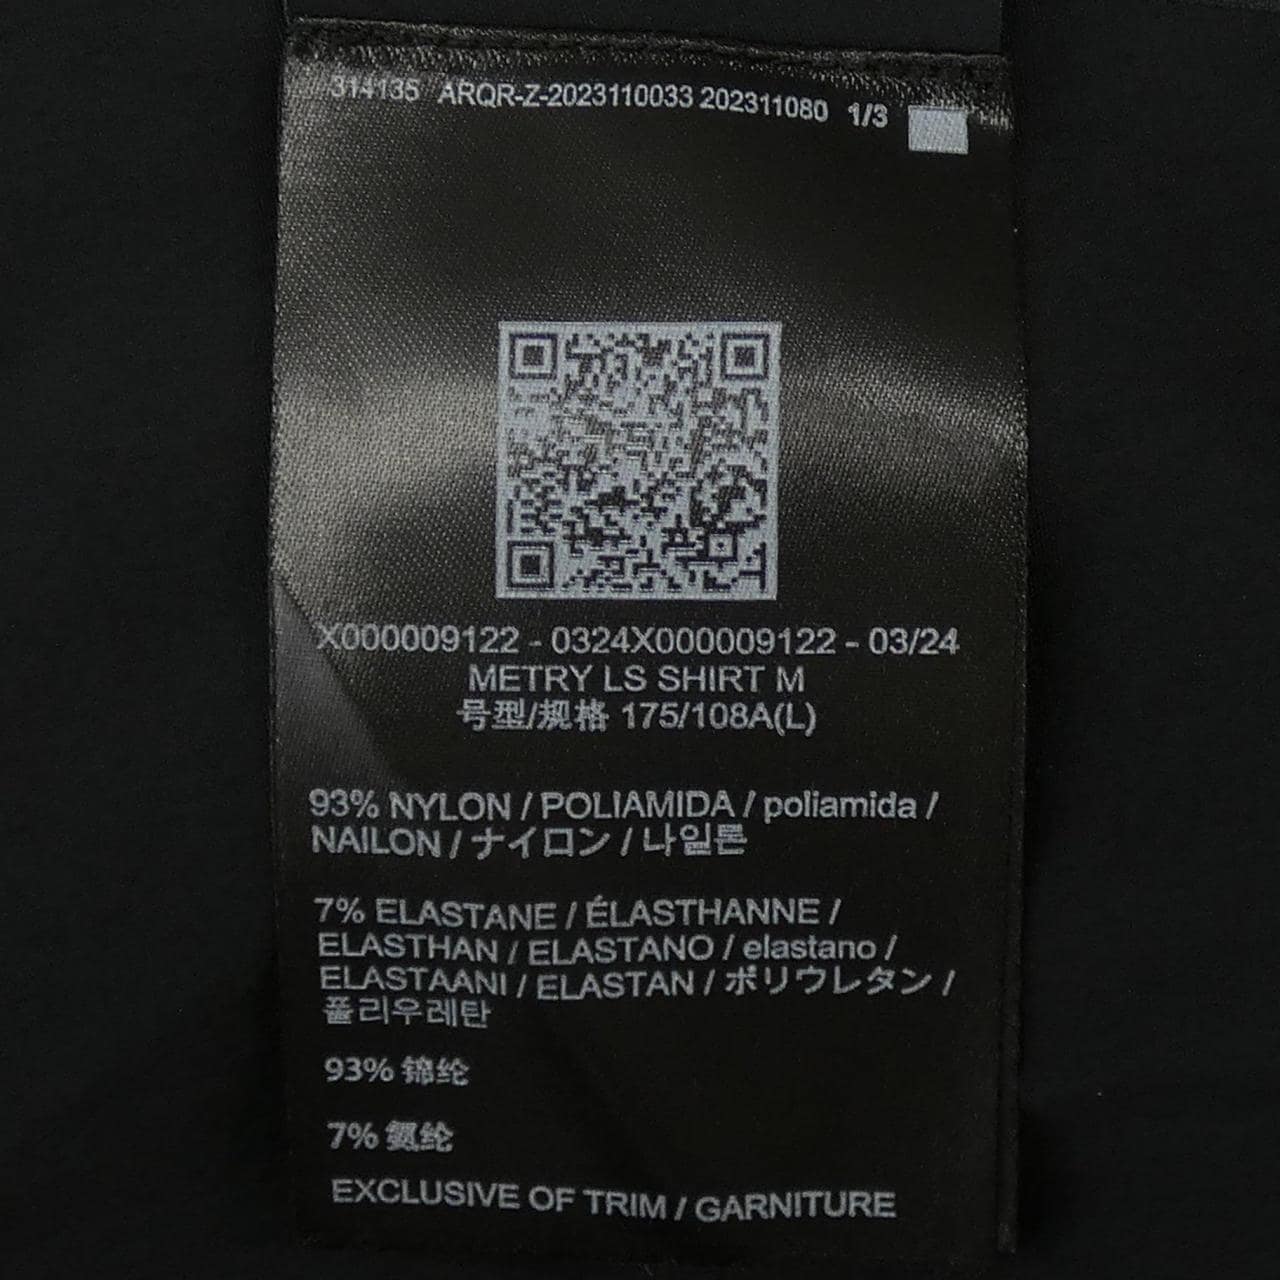 314135 ARQR-Z-2023110033 202311080 1/3
X000009122 - 0324X000009122 - 03/24
METRY LS SHIRT M
号型/规格 175/108A(L)
93% NYLON / POLIAMIDA / poliamida /
NAILON / ナイロン / 나일론
7% ELASTANE / ÉLASTHANNE /
ELASTHAN / ELASTANO / elastano /
ELASTAANI / ELASTAN / ポリウレタン /
폴리우레탄
93% 锦纶
7% 氨纶
EXCLUSIVE OF TRIM / GARNITURE